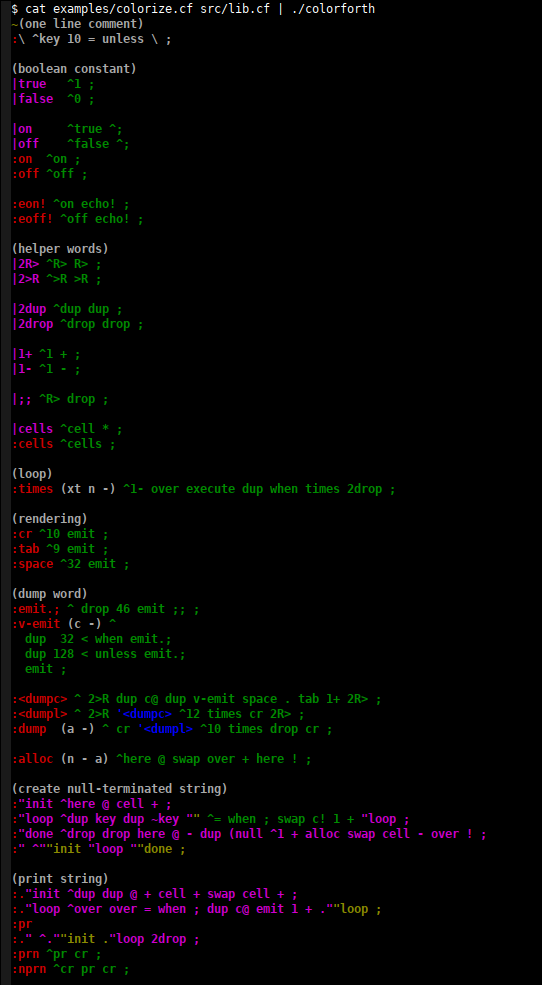 $ cat examples/colorize.cf src/lib.cf | ./colorforth
~(one line comment)
:\ ^key 10 = unless \ ;
(boolean constant)
|true   ^1 ;
|false  ^0 ;
|on     ^true ^;
|off    ^false ^;
:on  ^on ;
:off ^off ;
:eon! ^on echo! ;
:eoff! ^off echo! ;
(helper words)
|2R> ^R> R> ;
|2>R ^>R >R ;
|2dup ^dup dup ;
|2drop ^drop drop ;
|1+ ^1 + ;
|1- ^1 - ;
|;; ^R> drop ;
|cells ^cell * ;
:cells ^cells ;
(loop)
:times (xt n -) ^1- over execute dup when times 2drop ;
(rendering)
:cr ^10 emit ;
:tab ^9 emit ;
:space ^32 emit ;
(dump word)
:emit.; ^ drop 46 emit ;; ;
:v-emit (c -) ^
  dup  32 < when emit.;
  dup 128 < unless emit.;
  emit ;
:<dumpc> ^ 2>R dup c@ dup v-emit space . tab 1+ 2R> ;
:<dumpl> ^ 2>R '<dumpc> ^12 times cr 2R> ;
:dump  (a -) ^ cr '<dumpl> ^10 times drop cr ;
:alloc (n - a) ^here @ swap over + here ! ;
(create null-terminated string)
:"init ^here @ cell + ;
:"loop ^dup key dup ~key "" ^= when ; swap c! 1 + "loop ;
:"done ^drop drop here @ - dup (null ^1 + alloc swap cell - over ! ;
:" ^""init "loop ""done ;
(print string)
:."init ^dup dup @ + cell + swap cell + ;
:."loop ^over over = when ; dup c@ emit 1 + .""loop ;
:pr
:." ^.""init ."loop 2drop ;
:prn ^pr cr ;
:nprn ^cr pr cr ;